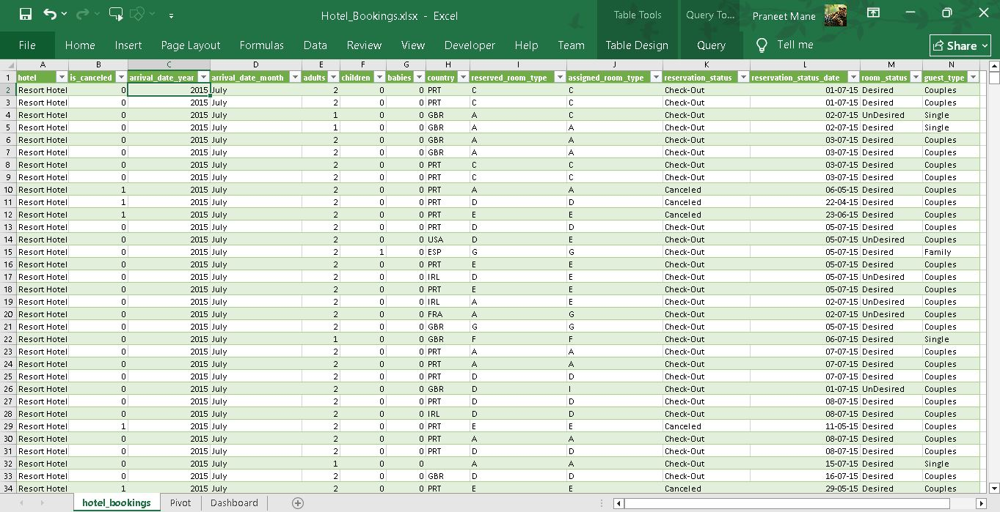 Hotel_Bookings.xlsx - Excel Table Tools Query To... Praneet Mane
File Home Insert Page Layout Formulas Data Review View Developer Help Team Table Design Query Tell me Share
A B C D E F G H I J K L M N
1 hotel is_canceled arrival_date_year arrival_date_month adults children babies country reserved_room_type assigned_room_type reservation_status reservation_status_date room_status guest_type
2 Resort Hotel 0 2015 July 2 0 0 PRT C C Check-Out 01-07-15 Desired Couples
3 Resort Hotel 0 2015 July 2 0 0 PRT C C Check-Out 01-07-15 Desired Couples
4 Resort Hotel 0 2015 July 1 0 0 GBR A C Check-Out 02-07-15 UnDesired Single
5 Resort Hotel 0 2015 July 1 0 0 GBR A A Check-Out 02-07-15 Desired Single
6 Resort Hotel 0 2015 July 2 0 0 GBR A A Check-Out 03-07-15 Desired Couples
7 Resort Hotel 0 2015 July 2 0 0 GBR A A Check-Out 03-07-15 Desired Couples
8 Resort Hotel 0 2015 July 2 0 0 PRT C C Check-Out 03-07-15 Desired Couples
9 Resort Hotel 0 2015 July 2 0 0 PRT C C Check-Out 03-07-15 Desired Couples
10 Resort Hotel 1 2015 July 2 0 0 PRT A A Canceled 06-05-15 Desired Couples
11 Resort Hotel 1 2015 July 2 0 0 PRT D D Canceled 22-04-15 Desired Couples
12 Resort Hotel 1 2015 July 2 0 0 PRT E E Canceled 23-06-15 Desired Couples
13 Resort Hotel 0 2015 July 2 0 0 PRT D D Check-Out 05-07-15 Desired Couples
14 Resort Hotel 0 2015 July 2 0 0 USA D E Check-Out 05-07-15 UnDesired Couples
15 Resort Hotel 0 2015 July 2 1 0 ESP G G Check-Out 05-07-15 Desired Family
16 Resort Hotel 0 2015 July 2 0 0 PRT E E Check-Out 05-07-15 Desired Couples
17 Resort Hotel 0 2015 July 2 0 0 IRL D E Check-Out 05-07-15 UnDesired Couples
18 Resort Hotel 0 2015 July 2 0 0 PRT E E Check-Out 05-07-15 Desired Couples
19 Resort Hotel 0 2015 July 2 0 0 IRL A E Check-Out 02-07-15 UnDesired Couples
20 Resort Hotel 0 2015 July 2 0 0 FRA A G Check-Out 02-07-15 UnDesired Couples
21 Resort Hotel 0 2015 July 2 0 0 GBR G G Check-Out 05-07-15 Desired Couples
22 Resort Hotel 0 2015 July 1 0 0 GBR F F Check-Out 06-07-15 Desired Single
23 Resort Hotel 0 2015 July 2 0 0 PRT A A Check-Out 07-07-15 Desired Couples
24 Resort Hotel 0 2015 July 2 0 0 PRT A A Check-Out 07-07-15 Desired Couples
25 Resort Hotel 0 2015 July 2 0 0 PRT D D Check-Out 07-07-15 Desired Couples
26 Resort Hotel 0 2015 July 2 0 0 GBR D I Check-Out 01-07-15 UnDesired Couples
27 Resort Hotel 0 2015 July 2 0 0 PRT D D Check-Out 08-07-15 Desired Couples
28 Resort Hotel 0 2015 July 2 0 0 IRL D D Check-Out 08-07-15 Desired Couples
29 Resort Hotel 1 2015 July 2 0 0 PRT E E Canceled 11-05-15 Desired Couples
30 Resort Hotel 0 2015 July 2 0 0 PRT A A Check-Out 08-07-15 Desired Couples
31 Resort Hotel 0 2015 July 2 0 0 PRT D D Check-Out 08-07-15 Desired Couples
32 Resort Hotel 0 2015 July 1 0 0 A A Check-Out 15-07-15 Desired Single
33 Resort Hotel 0 2015 July 2 0 0 GBR D D Check-Out 16-07-15 Desired Couples
34 Resort Hotel 1 2015 July 2 0 0 PRT E E Canceled 29-05-15 Desired Couples
hotel_bookings Pivot Dashboard